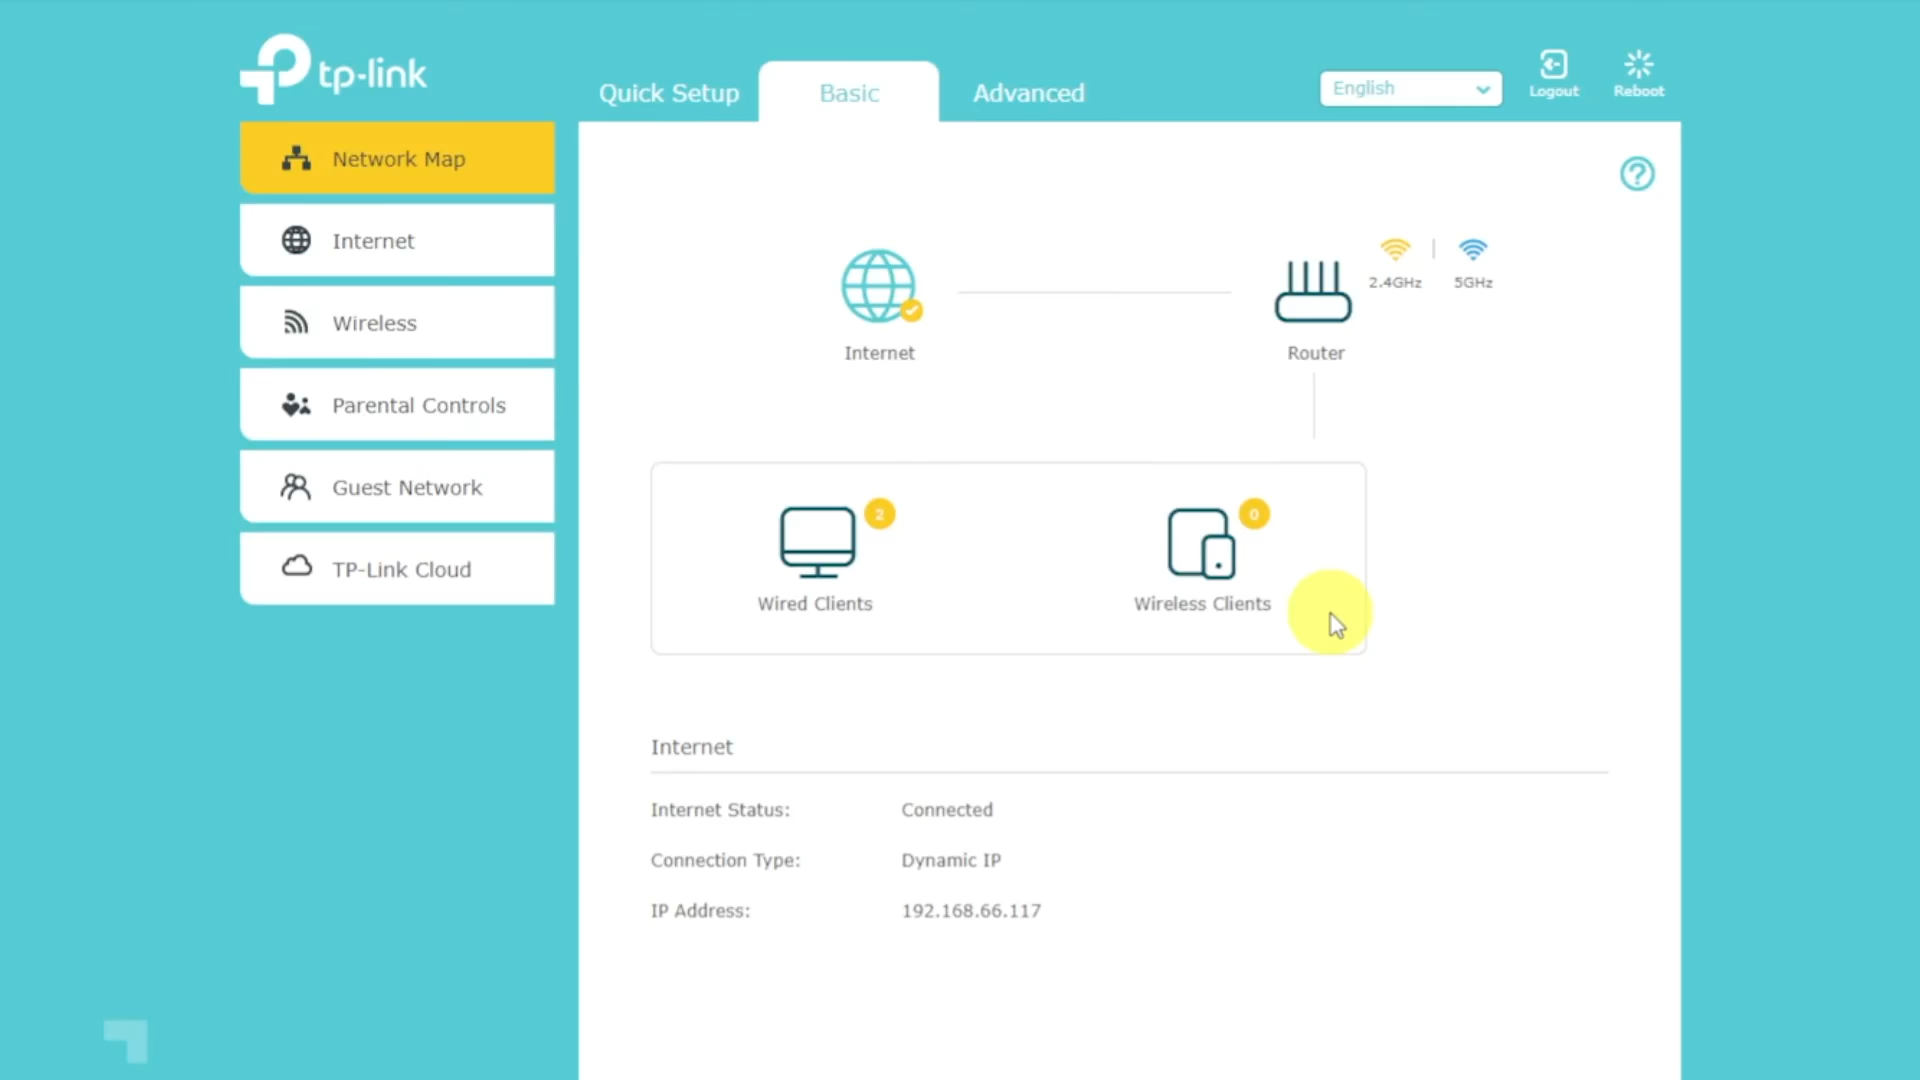 tp-link
Quick Setup
Basic
Advanced
English
Logout
Reboot
Network Map
Internet
Wireless
Parental Controls
Guest Network
TP-Link Cloud
?
2.4GHz | 5GHz
Internet
Router
2
0
Wired Clients
Wireless Clients
Internet
Internet Status: Connected
Connection Type: Dynamic IP
IP Address: 192.168.66.117